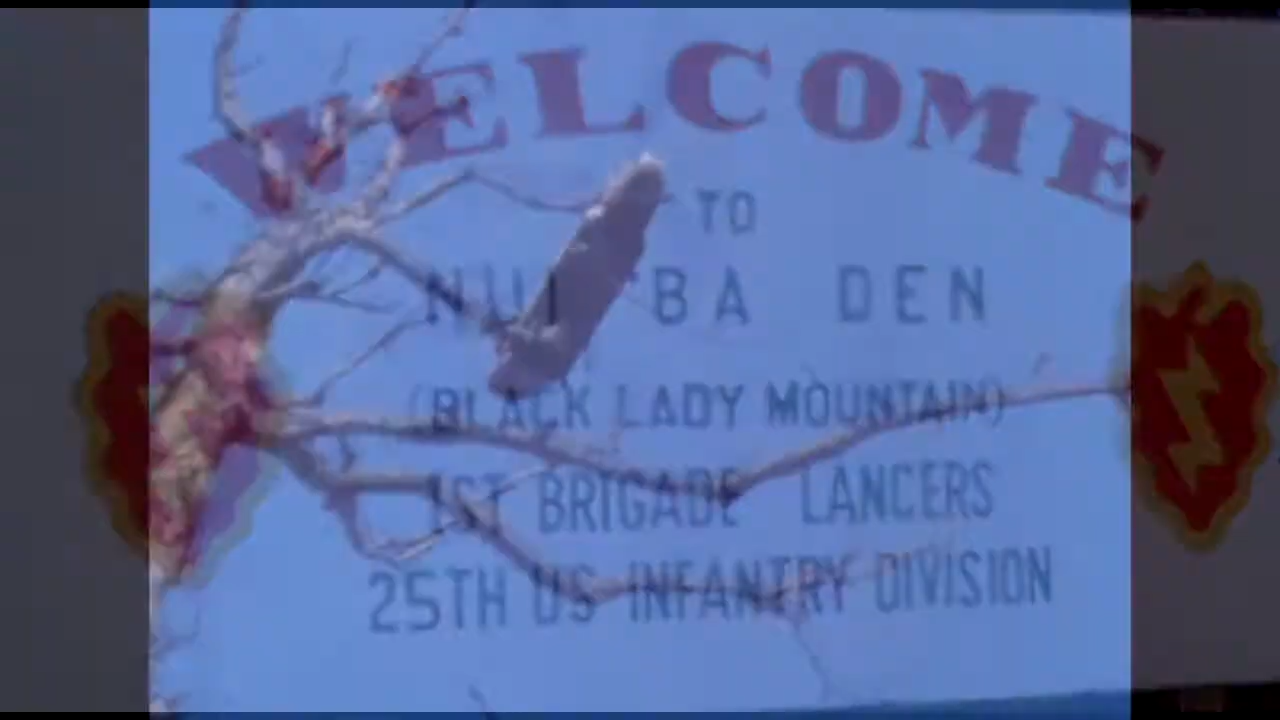 WELCOME
TO
NUI BA DEN
(BLACK LADY MOUNTAIN)
1ST BRIGADE LANCERS
25TH US INFANTRY DIVISION